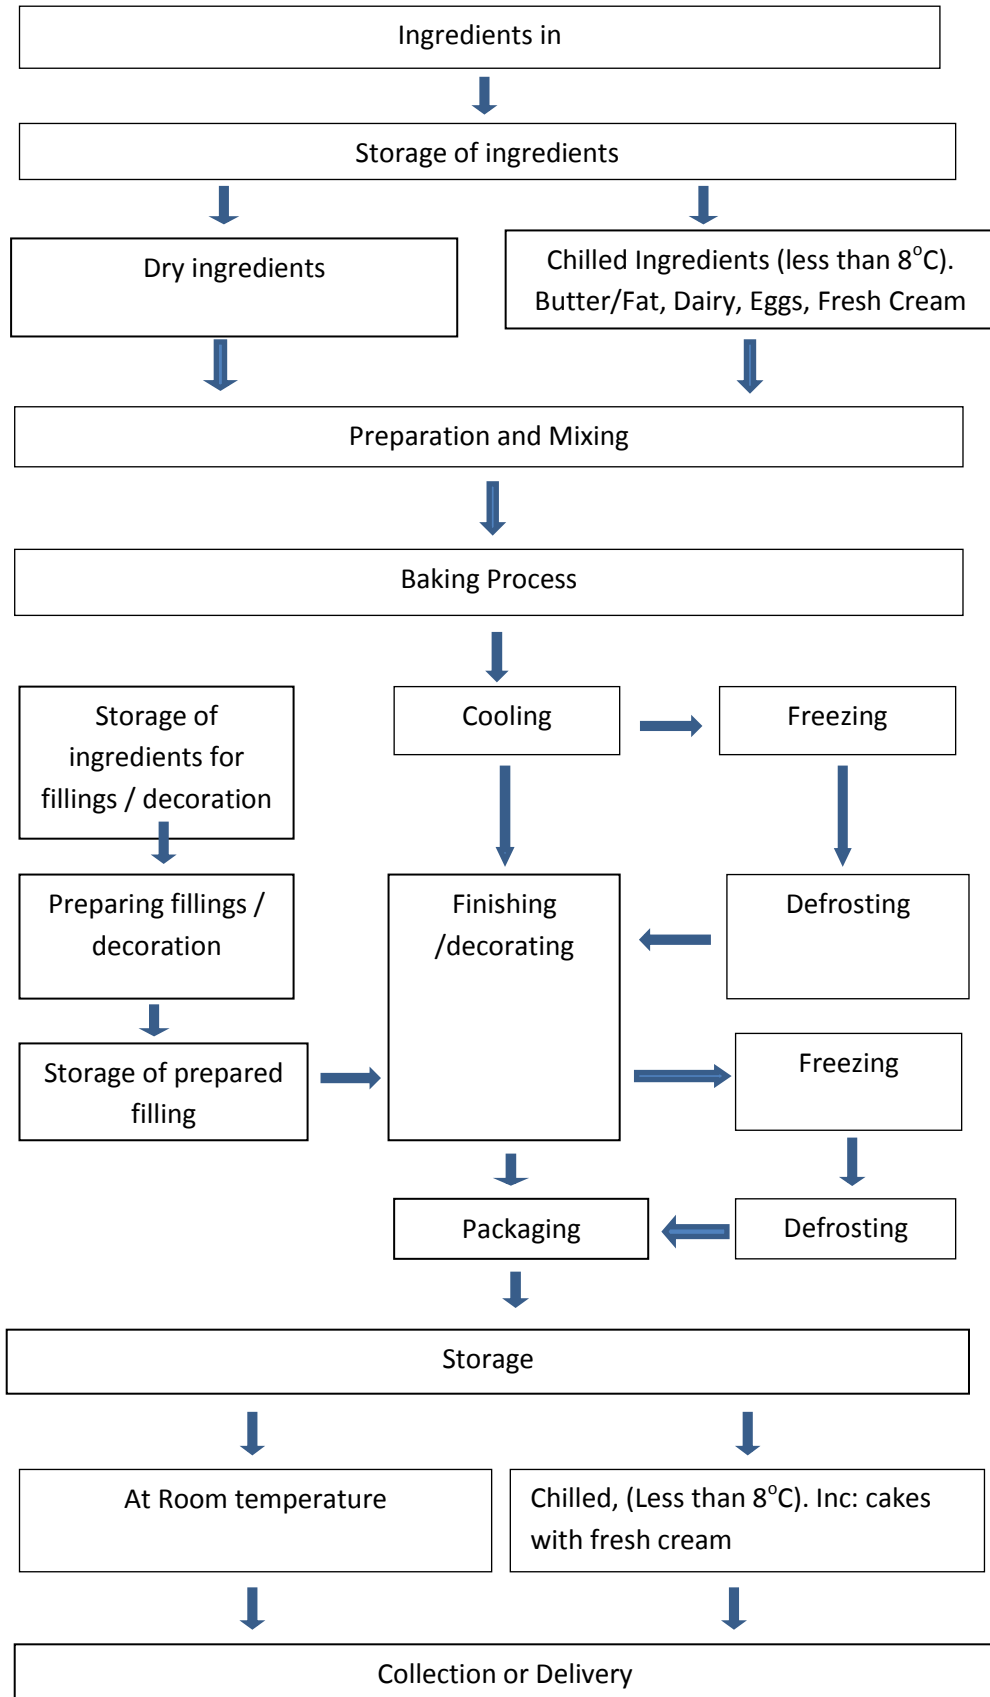 Ingredients in
Storage of ingredients
Dry ingredients
Chilled Ingredients (less than 8°C).
Butter/Fat, Dairy, Eggs, Fresh Cream
Preparation and Mixing
Baking Process
Storage of
ingredients for
fillings / decoration
Cooling
Freezing
Preparing fillings /
decoration
Finishing
/decorating
Defrosting
Storage of prepared
filling
Freezing
Packaging
Defrosting
Storage
At Room temperature
Chilled, (Less than 8°C). Inc: cakes
with fresh cream
Collection or Delivery